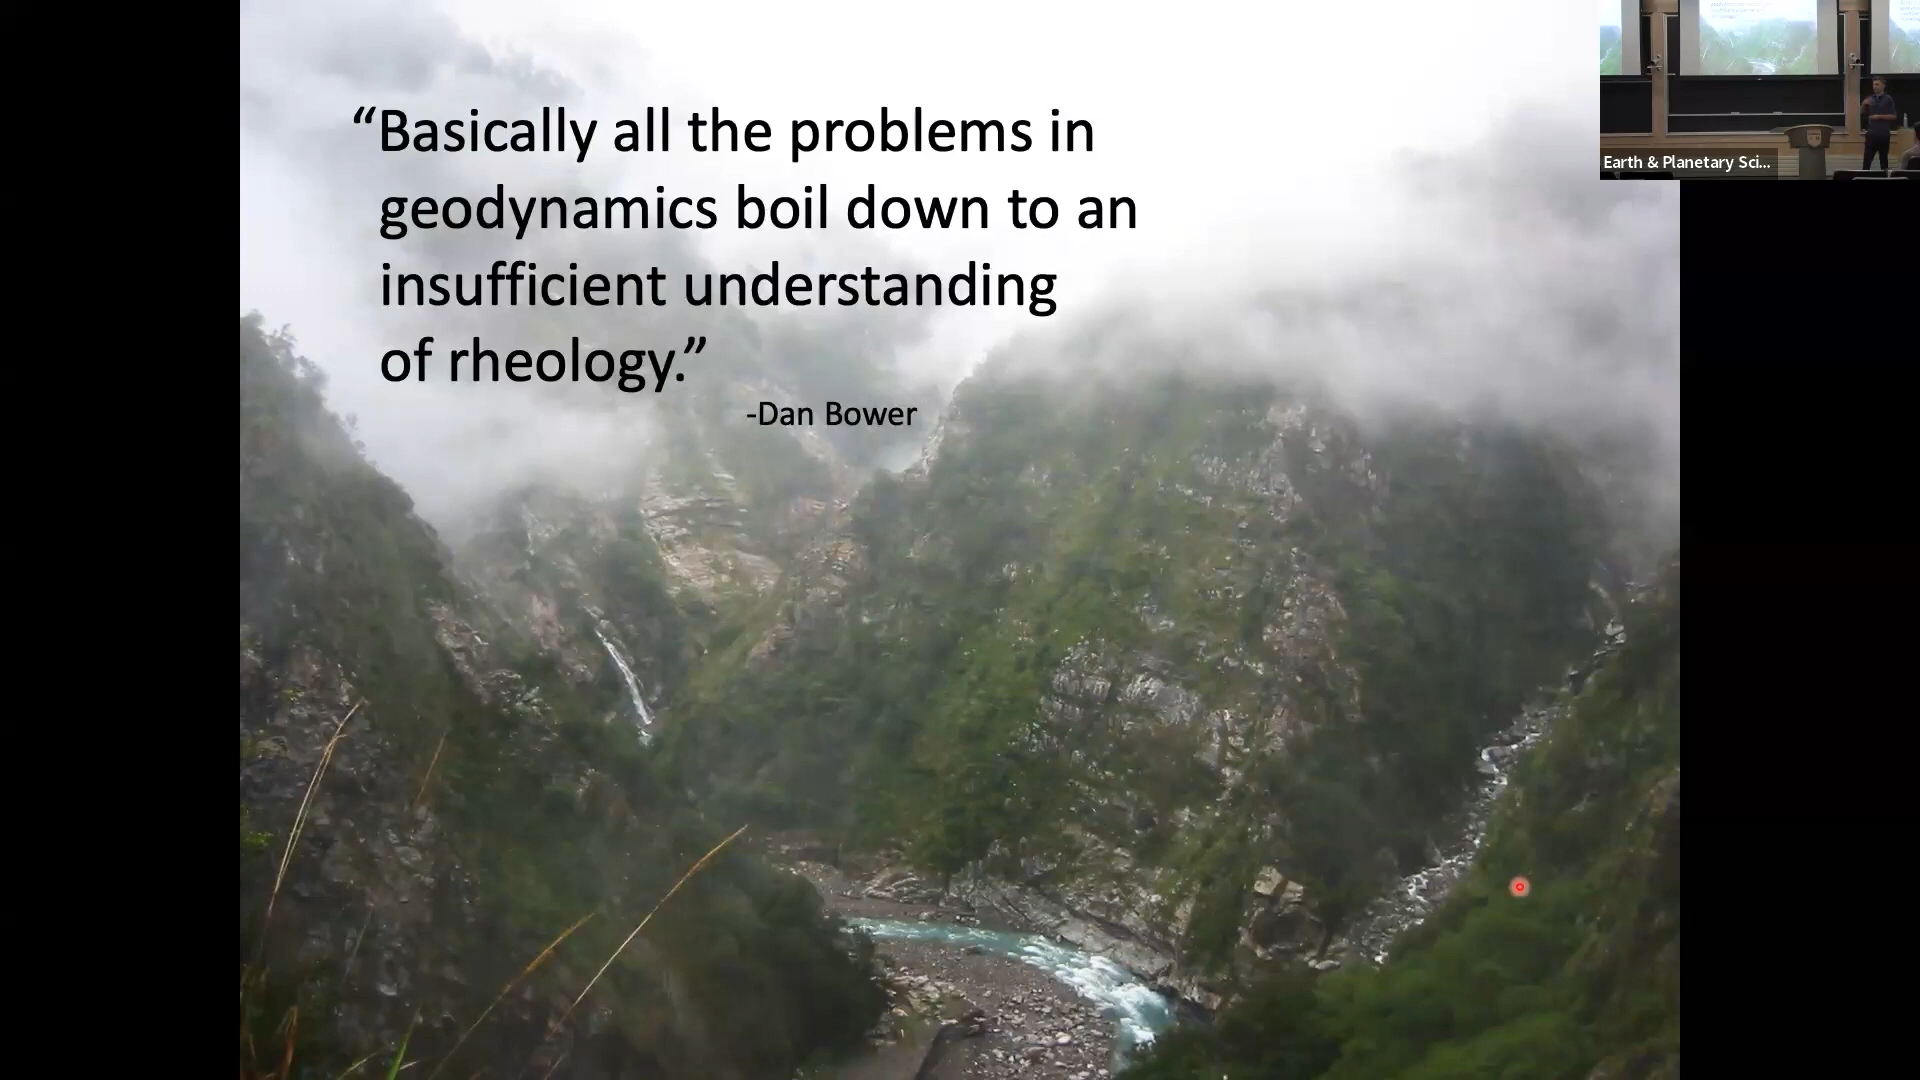 “Basically all the problems in
geodynamics boil down to an
insufficient understanding
of rheology.”
-Dan Bower
Earth & Planetary Sci...